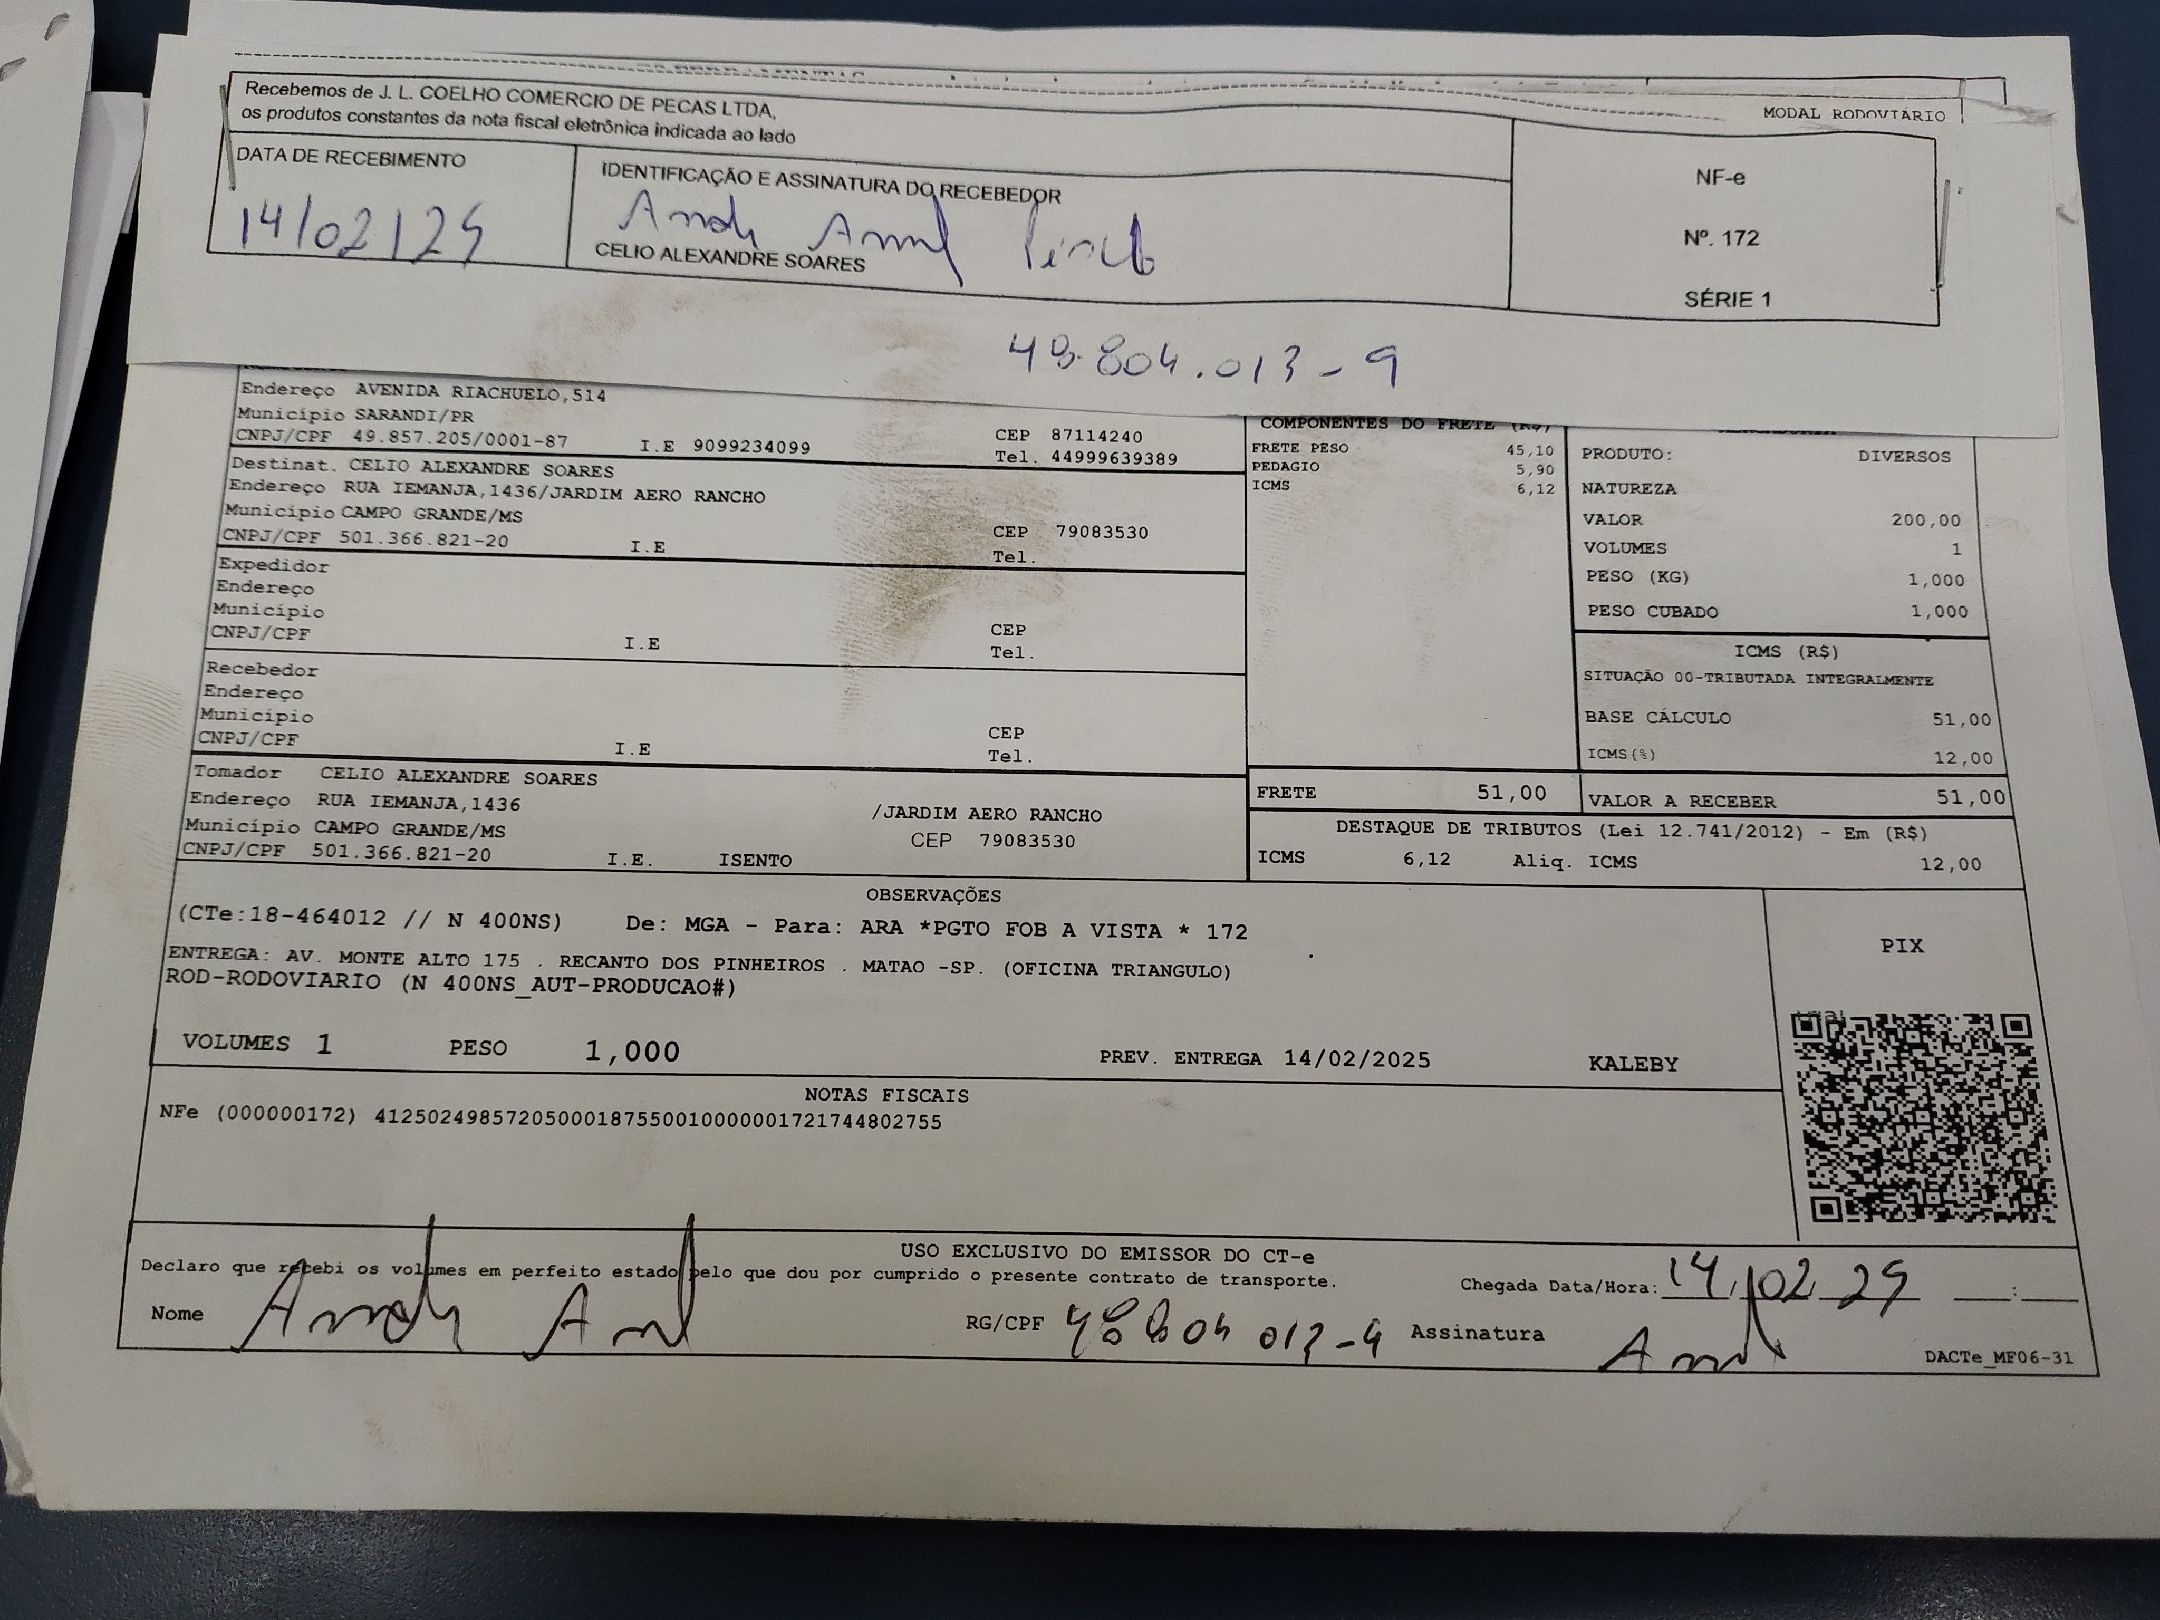 MODAL RODOVIÁRIO
Recebemos de J. L. COELHO COMERCIO DE PECAS LTDA,
os produtos constantes da nota fiscal eletrônica indicada ao lado
DATA DE RECEBIMENTO
14/02/25
IDENTIFICAÇÃO E ASSINATURA DO RECEBEDOR
CELIO ALEXANDRE SOARES
NF-e
Nº. 172
SÉRIE 1
48.804.013-9
Endereço AVENIDA RIACHUELO,514
Município SARANDI/PR
CNPJ/CPF 49.857.205/0001-87 I.E 9099234099 CEP 87114240
Tel. 44999639389
Destinat. CELIO ALEXANDRE SOARES
Endereço RUA IEMANJA,1436/JARDIM AERO RANCHO
Município CAMPO GRANDE/MS
CNPJ/CPF 501.366.821-20 I.E CEP 79083530
Tel.
Expedidor
Endereço
Município
CNPJ/CPF I.E CEP
Tel.
Recebedor
Endereço
Município
CNPJ/CPF I.E CEP
Tel.
Tomador CELIO ALEXANDRE SOARES
Endereço RUA IEMANJA,1436 /JARDIM AERO RANCHO
Município CAMPO GRANDE/MS CEP 79083530
CNPJ/CPF 501.366.821-20 I.E. ISENTO
COMPONENTES DO FRETE (R$)
FRETE PESO 45,10
PEDAGIO 5,90
ICMS 6,12
PRODUTO: DIVERSOS
NATUREZA
VALOR 200,00
VOLUMES 1
PESO (KG) 1,000
PESO CUBADO 1,000
ICMS (R$)
SITUAÇÃO 00-TRIBUTADA INTEGRALMENTE
BASE CÁLCULO 51,00
ICMS(%) 12,00
FRETE 51,00 VALOR A RECEBER 51,00
DESTAQUE DE TRIBUTOS (Lei 12.741/2012) - Em (R$)
ICMS 6,12 Aliq. ICMS 12,00
OBSERVAÇÕES
(CTe:18-464012 // N 400NS) De: MGA - Para: ARA *PGTO FOB A VISTA * 172
ENTREGA: AV. MONTE ALTO 175 . RECANTO DOS PINHEIROS . MATAO -SP. (OFICINA TRIANGULO)
ROD-RODOVIARIO (N 400NS_AUT-PRODUCAO#)
PIX
VOLUMES 1 PESO 1,000 PREV. ENTREGA 14/02/2025 KALEBY
NOTAS FISCAIS
NFe (000000172) 41250249857205000187550010000001721744802755
USO EXCLUSIVO DO EMISSOR DO CT-e
Declaro que recebi os volumes em perfeito estado pelo que dou por cumprido o presente contrato de transporte.
Chegada Data/Hora: 14/02 25 __:__
Nome RG/CPF 48 804 013-9 Assinatura
DACTe_MF06-31